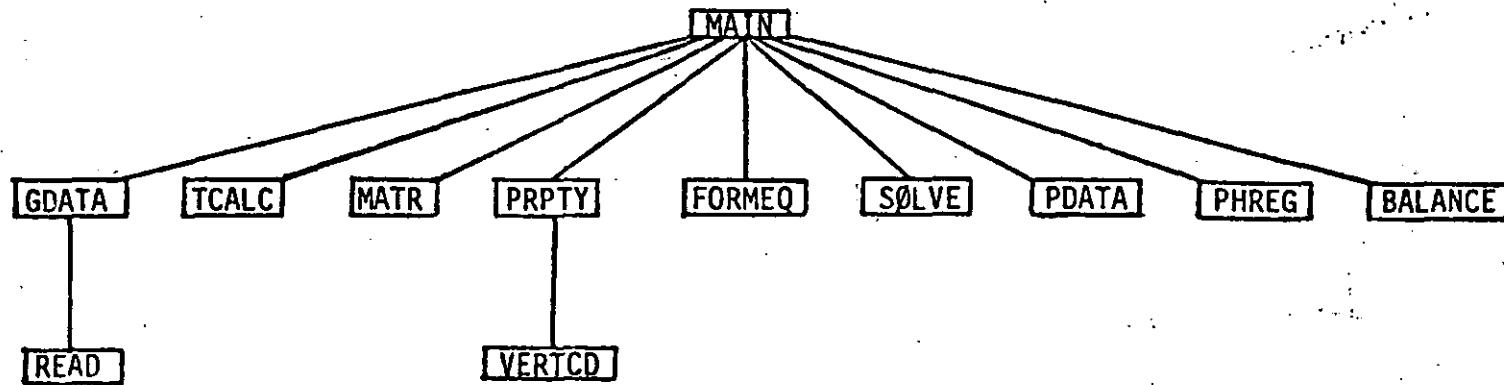 MAIN
GDATA TCALC MATR PRPTY FORMEQ SØLVE PDATA PHREG BALANCE
READ VERTCD